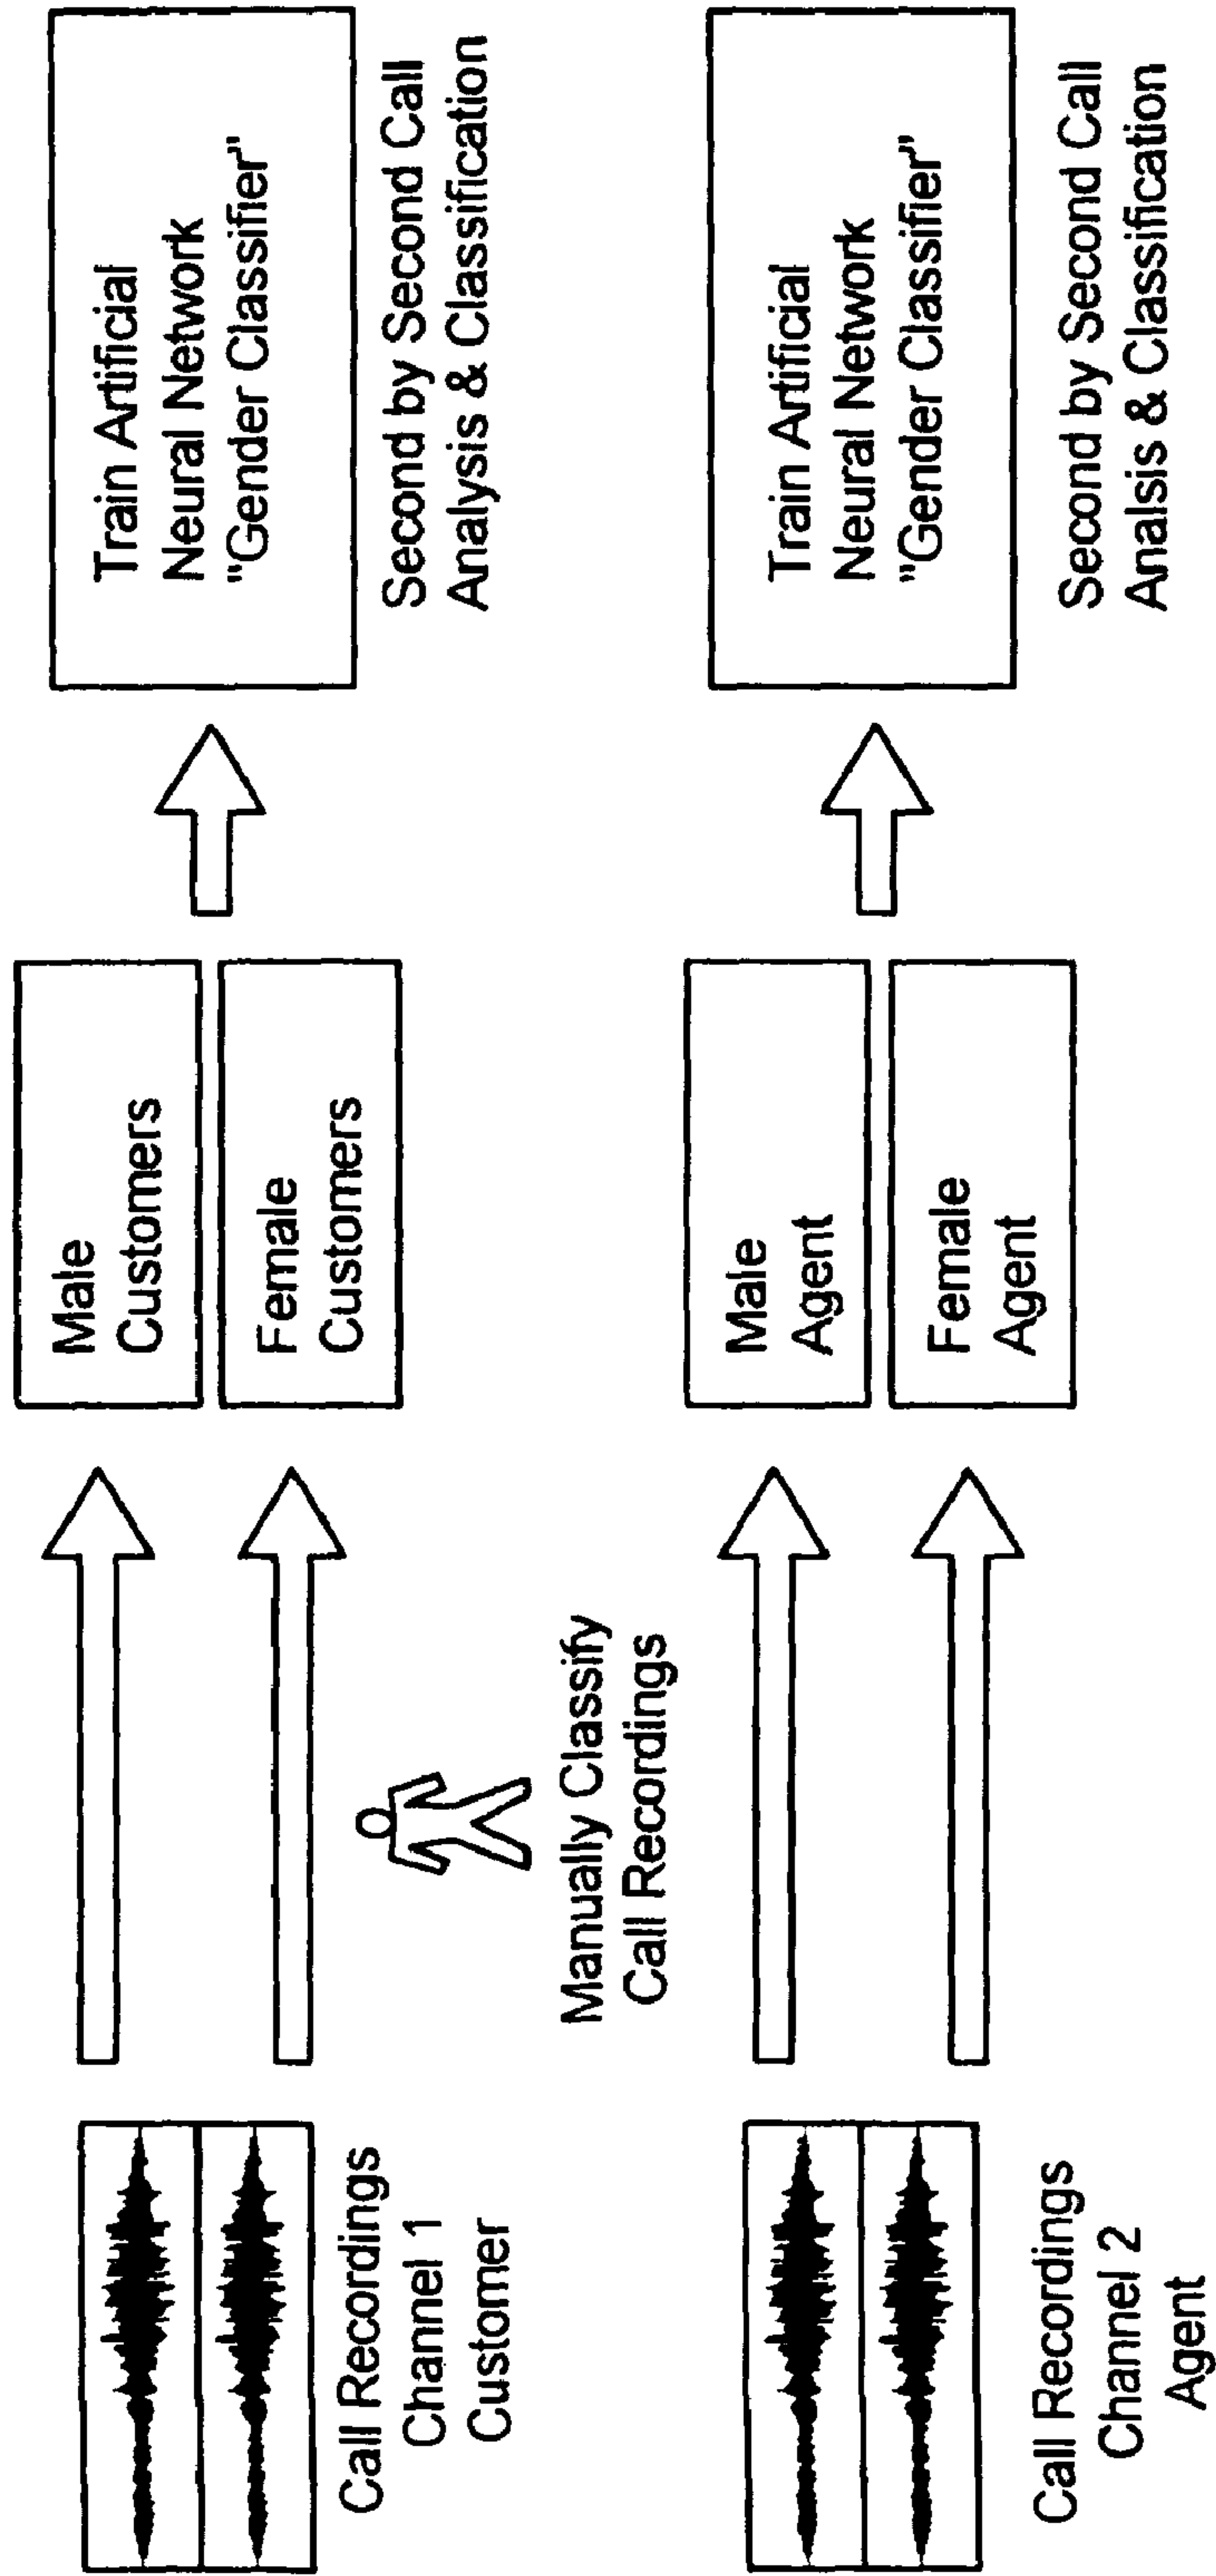 Call Recordings
Channel 1
Customer
Manually Classify
Call Recordings
Male
Customers
Female
Customers
Train Artificial
Neural Network
"Gender Classifier"
Second by Second Call
Analysis & Classification
Call Recordings
Channel 2
Agent
Male
Agent
Female
Agent
Train Artificial
Neural Network
"Gender Classifier"
Second by Second Call
Analsis & Classification